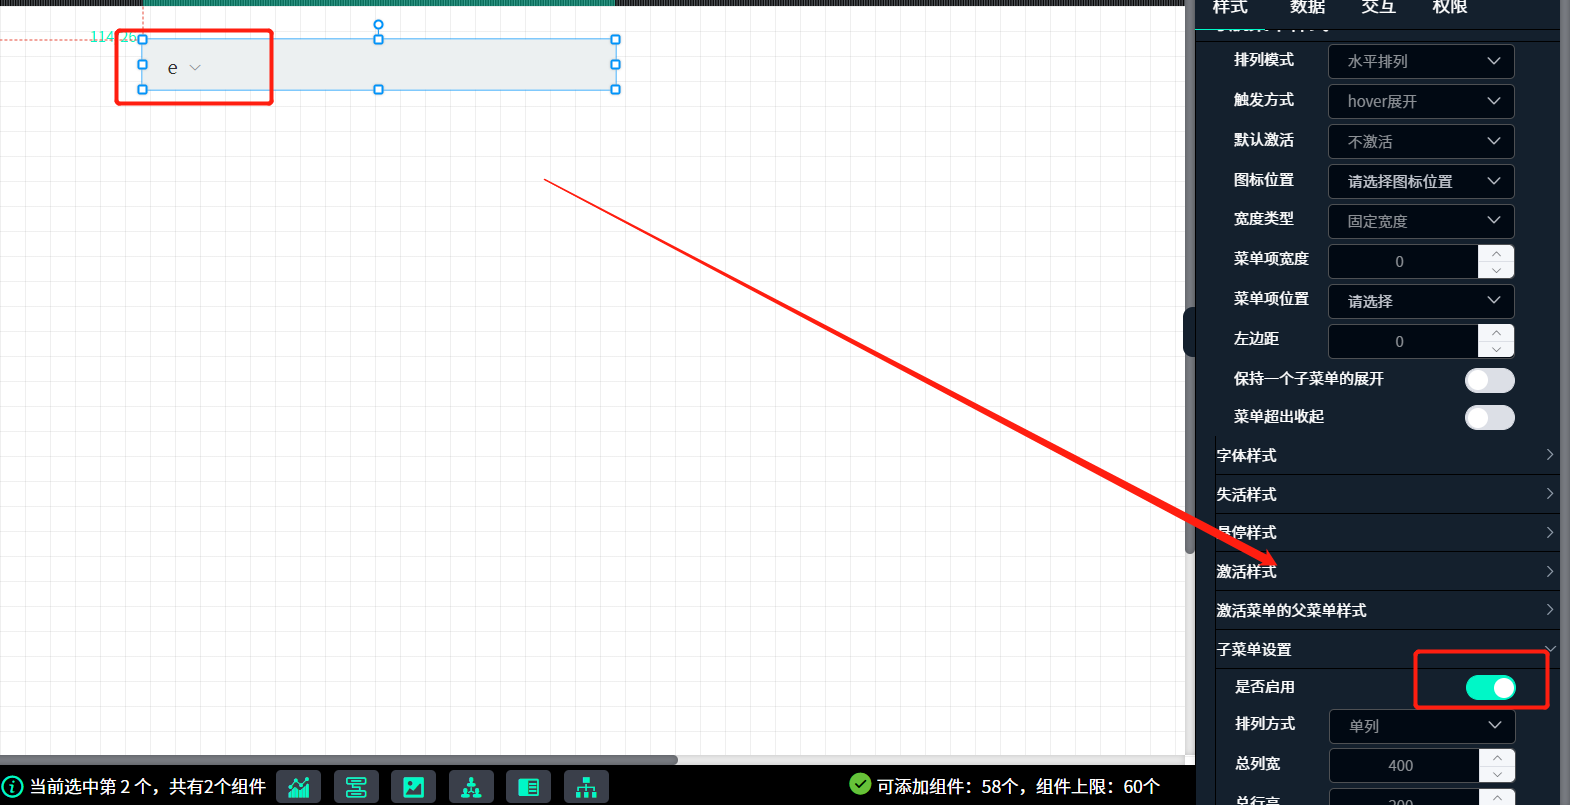 样式 数据 交互 权限
114,26
e
排列模式 水平排列
触发方式 hover展开
默认激活 不激活
图标位置 请选择图标位置
宽度类型 固定宽度
菜单项宽度 0
菜单项位置 请选择
左边距 0
保持一个子菜单的展开
菜单超出收起
字体样式
失活样式
悬停样式
激活样式
激活菜单的父菜单样式
子菜单设置
是否启用
排列方式 单列
总列宽 400
总行高 200
当前选中第 2 个，共有2个组件
可添加组件：58个，组件上限：60个